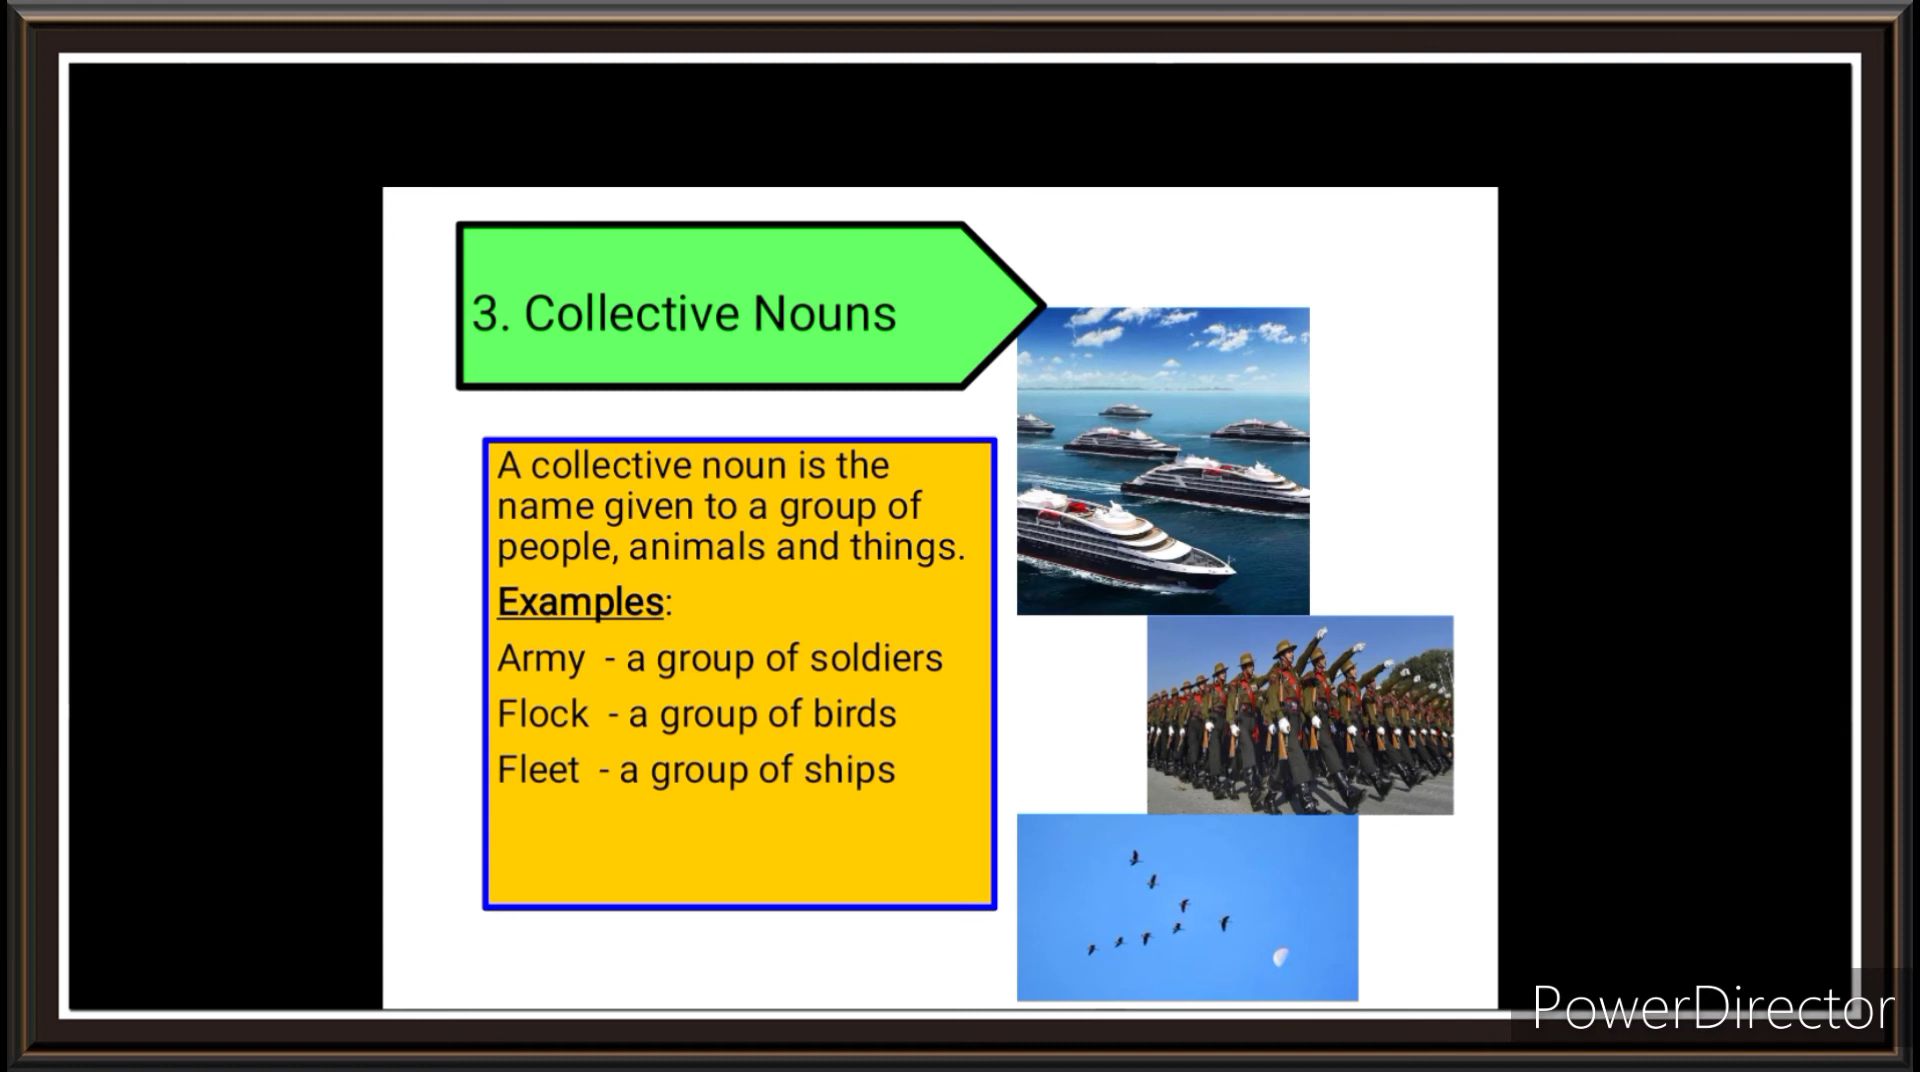 3. Collective Nouns
A collective noun is the
name given to a group of
people, animals and things.
Examples:
Army - a group of soldiers
Flock - a group of birds
Fleet - a group of ships
PowerDirector